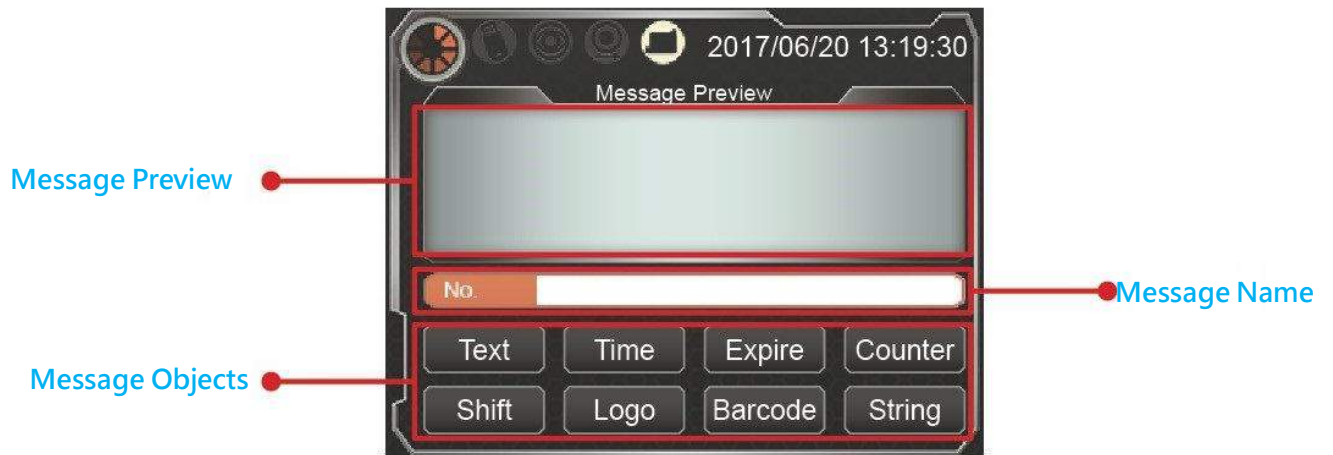 2017/06/20 13:19:30
Message Preview
Message Preview
No.
Message Name
Text Time Expire Counter
Message Objects
Shift Logo Barcode String